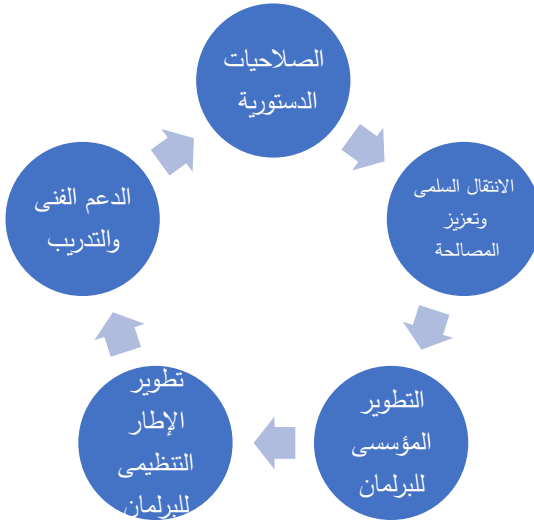 الصلاحيات
الدستورية
الانتقال السلمى
وتعزيز
المصالحة
التطوير
المؤسسى
للبرلمان
تطوير
الإطار
التنظيمى
للبرلمان
الدعم الفنى
والتدريب